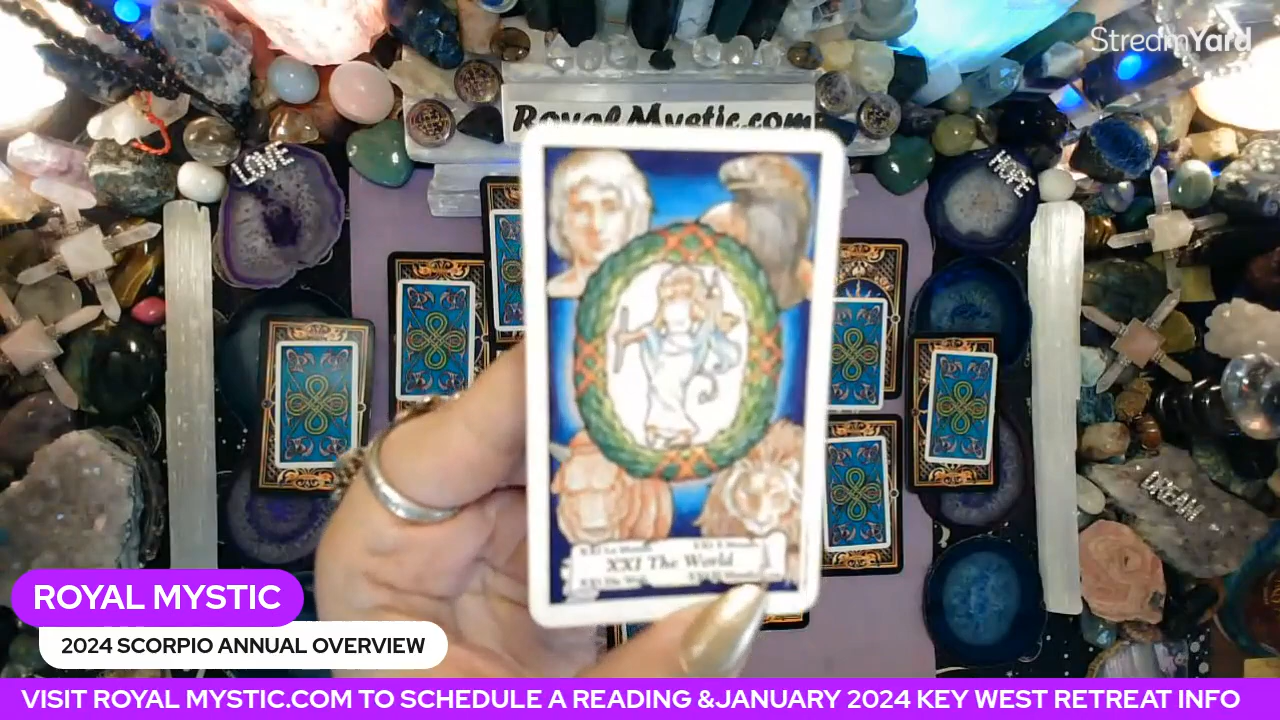 StreamYard
RoyalMystic.com
LOVE
HOPE
DREAM
XXI The World
ROYAL MYSTIC
2024 SCORPIO ANNUAL OVERVIEW
VISIT ROYAL MYSTIC.COM TO SCHEDULE A READING &JANUARY 2024 KEY WEST RETREAT INFO